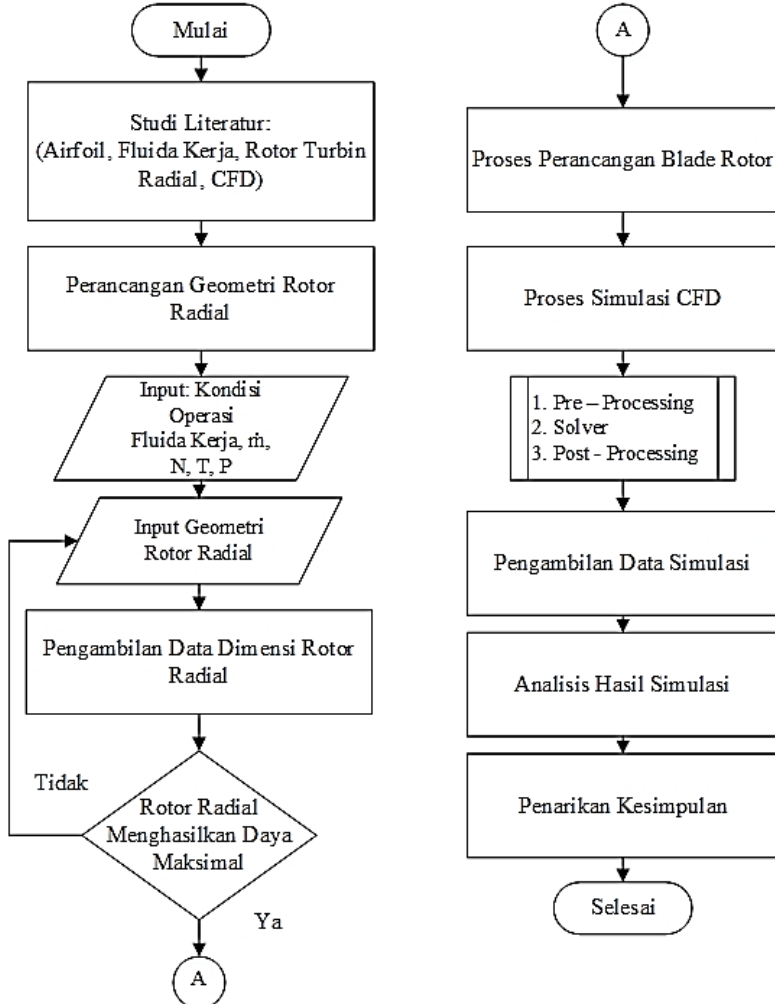 Mulai
Studi Literatur:
(Airfoil, Fluida Kerja, Rotor Turbin
Radial, CFD)
Perancangan Geometri Rotor
Radial
Input: Kondisi
Operasi
Fluida Kerja, ṁ,
N, T, P
Input Geometri
Rotor Radial
Pengambilan Data Dimensi Rotor
Radial
Tidak
Rotor Radial
Menghasilkan Daya
Maksimal
Ya
A
A
Proses Perancangan Blade Rotor
Proses Simulasi CFD
1. Pre – Processing
2. Solver
3. Post - Processing
Pengambilan Data Simulasi
Analisis Hasil Simulasi
Penarikan Kesimpulan
Selesai